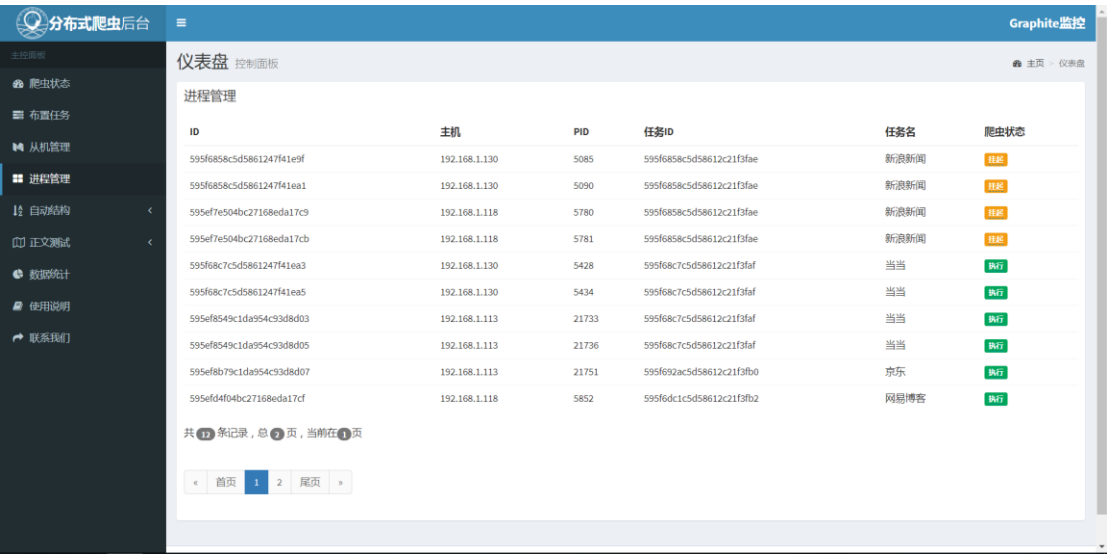 分布式爬虫后台
Graphite监控
主控面板
爬虫状态
布置任务
从机管理
进程管理
自动结构
正文测试
数据统计
使用说明
联系我们
仪表盘 控制面板
主页 > 仪表盘
进程管理
ID 主机 PID 任务ID 任务名 爬虫状态
595f6858c5d5861247f41e9f 192.168.1.130 5085 595f6858c5d58612c21f3fae 新浪新闻 挂起
595f6858c5d5861247f41ea1 192.168.1.130 5090 595f6858c5d58612c21f3fae 新浪新闻 挂起
595ef7e504bc27168eda17c9 192.168.1.118 5780 595f6858c5d58612c21f3fae 新浪新闻 挂起
595ef7e504bc27168eda17cb 192.168.1.118 5781 595f6858c5d58612c21f3fae 新浪新闻 挂起
595f68c7c5d5861247f41ea3 192.168.1.130 5428 595f68c7c5d58612c21f3faf 当当 执行
595f68c7c5d5861247f41ea5 192.168.1.130 5434 595f68c7c5d58612c21f3faf 当当 执行
595ef8549c1da954c93d8d03 192.168.1.113 21733 595f68c7c5d58612c21f3faf 当当 执行
595ef8549c1da954c93d8d05 192.168.1.113 21736 595f68c7c5d58612c21f3faf 当当 执行
595ef8b79c1da954c93d8d07 192.168.1.113 21751 595f692ac5d58612c21f3fb0 京东 执行
595efd4f04bc27168eda17cf 192.168.1.118 5852 595f6dc1c5d58612c21f3fb2 网易博客 执行
共 12 条记录，总 2 页，当前在 1 页
« 首页 1 2 尾页 »